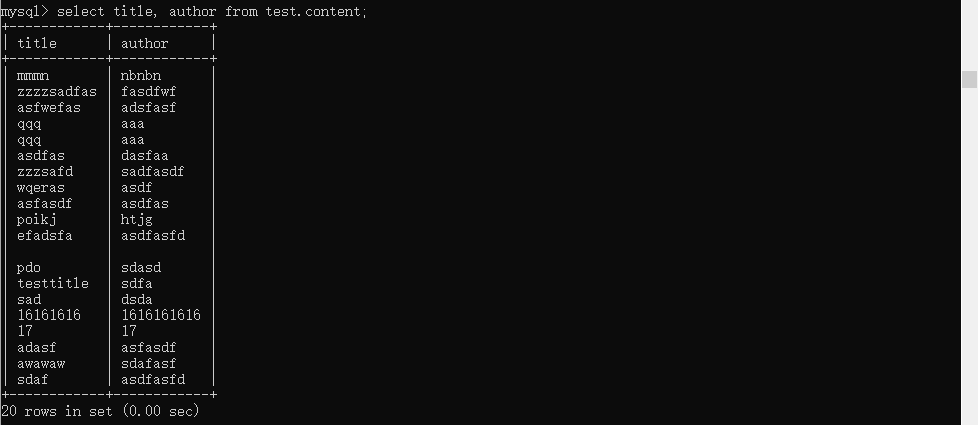 mysql> select title, author from test.content;
+------------+------------+
| title      | author     |
+------------+------------+
| mmmn       | nbnbn      |
| zzzzsadfas | fasdfwf    |
| asfwefas   | adsfasf    |
| qqq        | aaa        |
| qqq        | aaa        |
| asdfas     | dasfaa     |
| zzzsafd    | sadfasdf   |
| wqeras     | asdf       |
| asfasdf    | asdfas     |
| poikj      | htjg       |
| efadsfa    | asdfasfd   |
|            |            |
| pdo        | sdasd      |
| testtitle  | sdfa       |
| sad        | dsda       |
| 16161616   | 1616161616 |
| 17         | 17         |
| adasf      | asfasdf    |
| awawaw     | sdafasf    |
| sdaf       | asdfasfd   |
+------------+------------+
20 rows in set (0.00 sec)